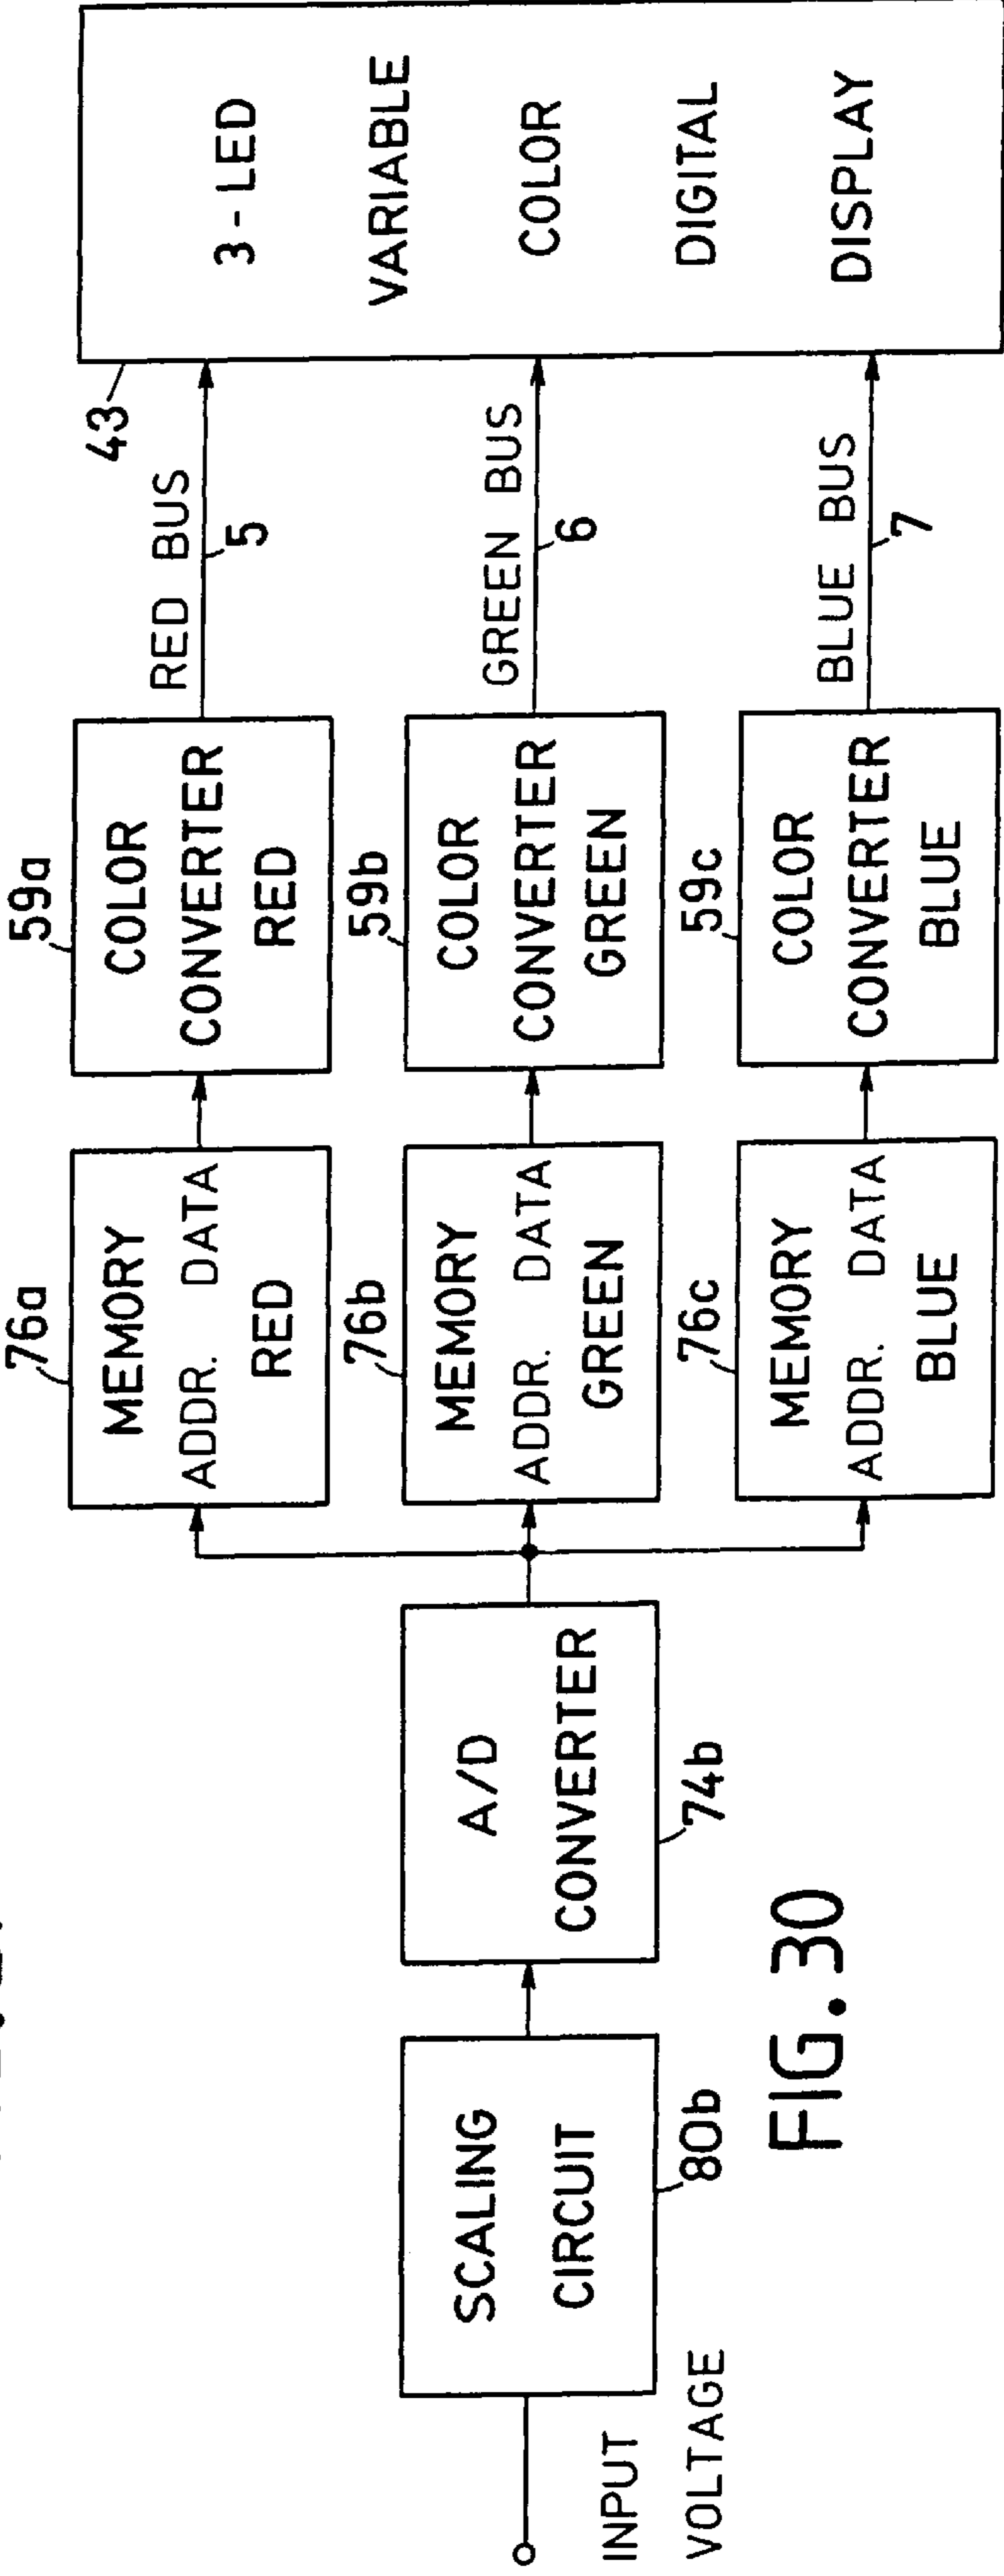 INPUT
VOLTAGE
SCALING
CIRCUIT
80b
A/D
CONVERTER
74b
76a
MEMORY
ADDR. DATA
RED
76b
MEMORY
ADDR. DATA
GREEN
76c
MEMORY
ADDR. DATA
BLUE
59a
COLOR
CONVERTER
RED
59b
COLOR
CONVERTER
GREEN
59c
COLOR
CONVERTER
BLUE
RED BUS
5
GREEN BUS
6
BLUE BUS
7
43
3-LED
VARIABLE
COLOR
DIGITAL
DISPLAY
FIG. 30